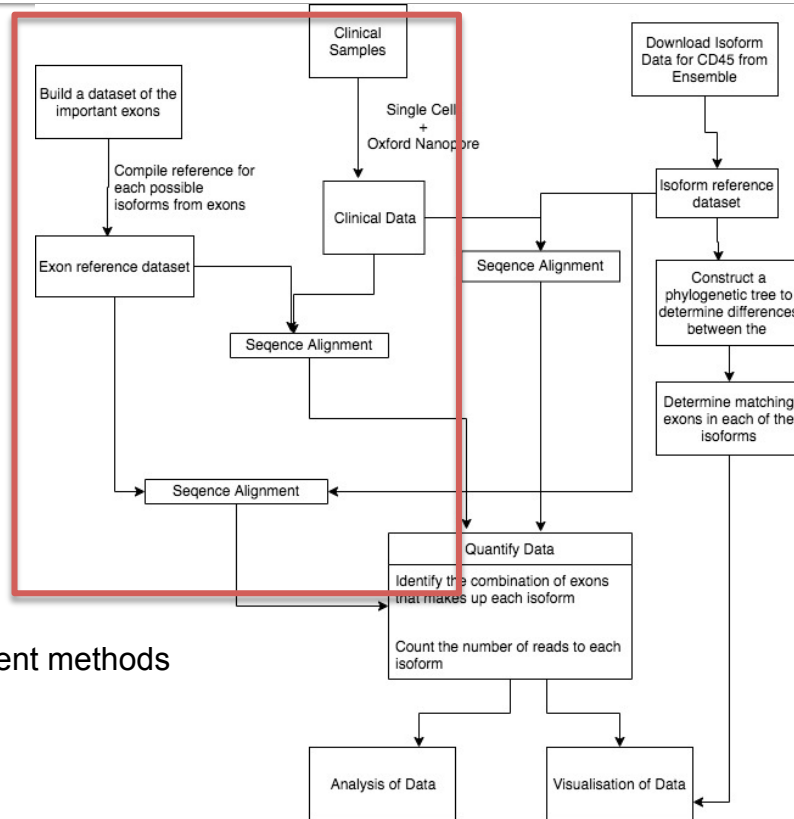 Clinical
Samples
Download Isoform
Data for CD45 from
Ensemble
Build a dataset of the
important exons
Single Cell
+
Oxford Nanopore
Compile reference for
each possible
isoforms from exons
Isoform reference
dataset
Clinical Data
Exon reference dataset
Seqence Alignment
Construct a
phylogenetic tree to
determine differences
between the
Seqence Alignment
Determine matching
exons in each of the
isoforms
Seqence Alignment
Quantify Data
Identify the combination of exons
that makes up each isoform
Count the number of reads to each
isoform
ent methods
Analysis of Data
Visualisation of Data